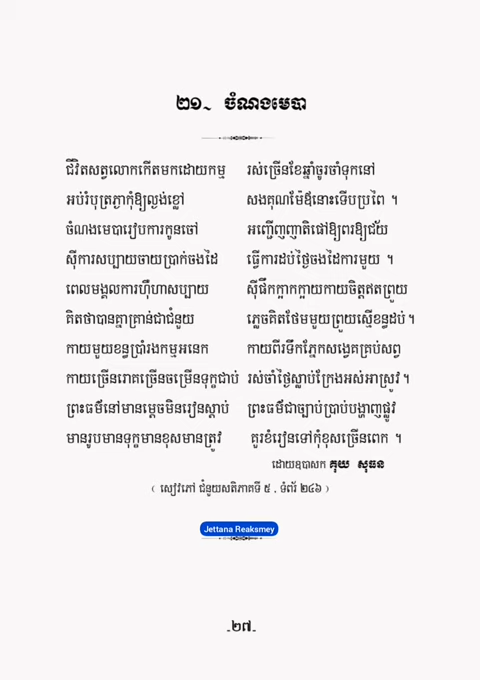 ២១~ ចំណងមេបា
ជីវិតសត្វលោកកើតមកដោយកម្ម រស់ច្រើនខែឆ្នាំចូរចាំទុកនៅ
អប់រំបុត្រភ្ងាកុំឱ្យល្ងង់ខ្លៅ សងគុណម៉ែឪនោះទើបប្រពៃ ។
ចំណងមេបារៀបការកូនចៅ អញ្ជើញញាតិផៅឱ្យពរឱ្យជ័យ
ស៊ីការសប្បាយចាយប្រាក់ចងដៃ ធ្វើការដប់ថ្ងៃចងដៃការមួយ ។
ពេលមង្គលការហ៊ឺហាសប្បាយ ស៊ីផឹកក្អាកក្អាយកាយចិត្តឥតព្រួយ
គិតថាបានគ្នាគ្រាន់ជាជំនួយ ភ្លេចគិតថែមមួយព្រួយស្មើខន្ធដប់ ។
កាយមួយខន្ធប្រាំរងកម្មអនេក កាយពីរទឹកភ្នែកសង្វេគគ្រប់សព្វ
កាយច្រើនរោគច្រើនចម្រើនទុក្ខជាប់ រស់ចាំថ្ងៃស្លាប់ក្រែងអស់អាស្រូវ ។
ព្រះធម៌នៅមានម្ដេចមិនរៀនស្ដាប់ ព្រះធម៌ជាច្បាប់ប្រាប់បង្ហាញផ្លូវ
មានរូបមានទុក្ខមានខុសមានត្រូវ គួរខំរៀនទៅកុំខុសច្រើនពេក ។
ដោយឧបាសក គុយ សុធន
( សៀវភៅ ជំនួយសតិភាគទី ៥ . ទំព័រ ២៤៦ )
Jettana Reaksmey
-២៧-